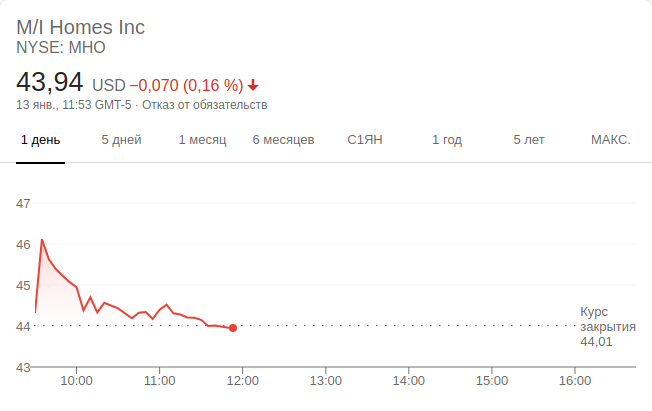 M/I Homes Inc
NYSE: MHO
43,94 USD −0,070 (0,16 %)
13 янв., 11:53 GMT-5 · Отказ от обязательств
1 день 5 дней 1 месяц 6 месяцев С1ЯН 1 год 5 лет МАКС.
47
46
45
44
43
Курс
закрытия
44,01
10:00 11:00 12:00 13:00 14:00 15:00 16:00